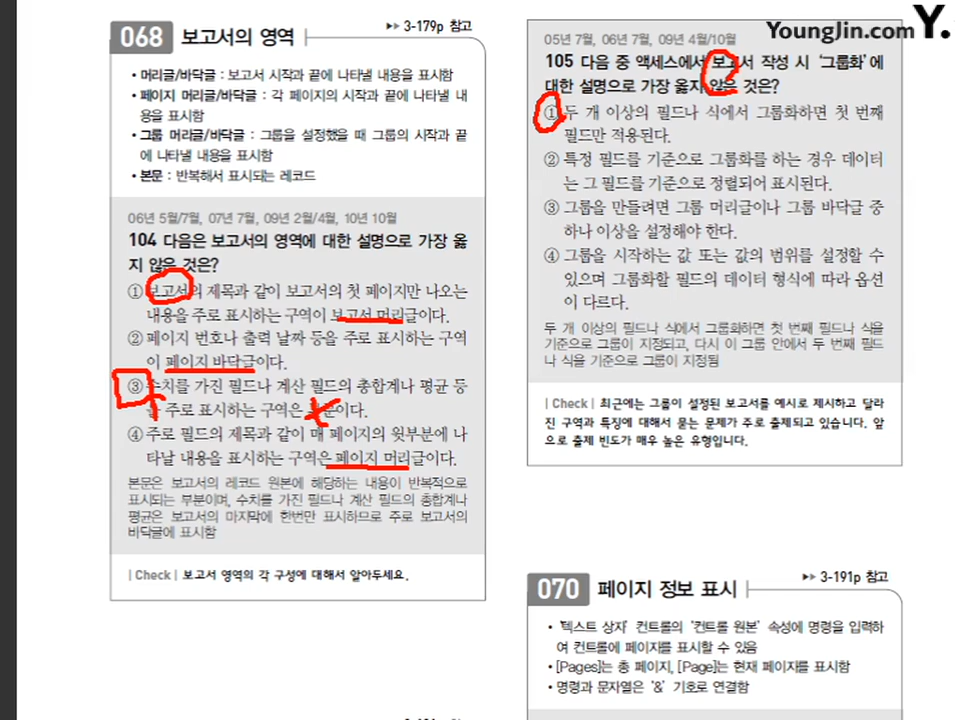 YoungJin.com Y.
068 보고서의 영역
▶▶ 3-179p 참고
• 머리글/바닥글 : 보고서 시작과 끝에 나타낼 내용을 표시함
• 페이지 머리글/바닥글 : 각 페이지의 시작과 끝에 나타낼 내
용을 표시함
• 그룹 머리글/바닥글 : 그룹을 설정했을 때 그룹의 시작과 끝
에 나타낼 내용을 표시함
• 본문 : 반복해서 표시되는 레코드
06년 5월/7월, 07년 7월, 09년 2월/4월, 10년 10월
104 다음은 보고서의 영역에 대한 설명으로 가장 옳
지 않은 것은?
① 보고서의 제목과 같이 보고서의 첫 페이지만 나오는
내용을 주로 표시하는 구역이 보고서 머리글이다.
② 페이지 번호나 출력 날짜 등을 주로 표시하는 구역
이 페이지 바닥글이다.
③ 수치를 가진 필드나 계산 필드의 총합계나 평균 등
을 주로 표시하는 구역은 본문이다.
④ 주로 필드의 제목과 같이 매 페이지의 윗부분에 나
타날 내용을 표시하는 구역은 페이지 머리글이다.
본문은 보고서의 레코드 원본에 해당하는 내용이 반복적으로
표시되는 부분이며, 수치를 가진 필드나 계산 필드의 총합계나
평균은 보고서의 마지막에 한번만 표시하므로 주로 보고서의
바닥글에 표시함
| Check | 보고서 영역의 각 구성에 대해서 알아두세요.
05년 7월, 06년 7월, 09년 4월/10월
105 다음 중 액세스에서 보고서 작성 시 ‘그룹화’에
대한 설명으로 가장 옳지 않은 것은?
① 두 개 이상의 필드나 식에서 그룹화하면 첫 번째
필드만 적용된다.
② 특정 필드를 기준으로 그룹화를 하는 경우 데이터
는 그 필드를 기준으로 정렬되어 표시된다.
③ 그룹을 만들려면 그룹 머리글이나 그룹 바닥글 중
하나 이상을 설정해야 한다.
④ 그룹을 시작하는 값 또는 값의 범위를 설정할 수
있으며 그룹화할 필드의 데이터 형식에 따라 옵션
이 다르다.
두 개 이상의 필드나 식에서 그룹화하면 첫 번째 필드나 식을
기준으로 그룹이 지정되고, 다시 이 그룹 안에서 두 번째 필드
나 식을 기준으로 그룹이 지정됨
| Check | 최근에는 그룹이 설정된 보고서를 예시로 제시하고 달라
진 구역과 특징에 대해서 묻는 문제가 주로 출제되고 있습니다. 앞
으로 출제 빈도가 매우 높은 유형입니다.
070 페이지 정보 표시
▶▶ 3-191p 참고
• ‘텍스트 상자’ 컨트롤의 ‘컨트롤 원본’ 속성에 명령을 입력하
여 컨트롤에 페이지를 표시할 수 있음
• [Pages]는 총 페이지, [Page]는 현재 페이지를 표시함
• 명령과 문자열은 ‘&’ 기호로 연결함